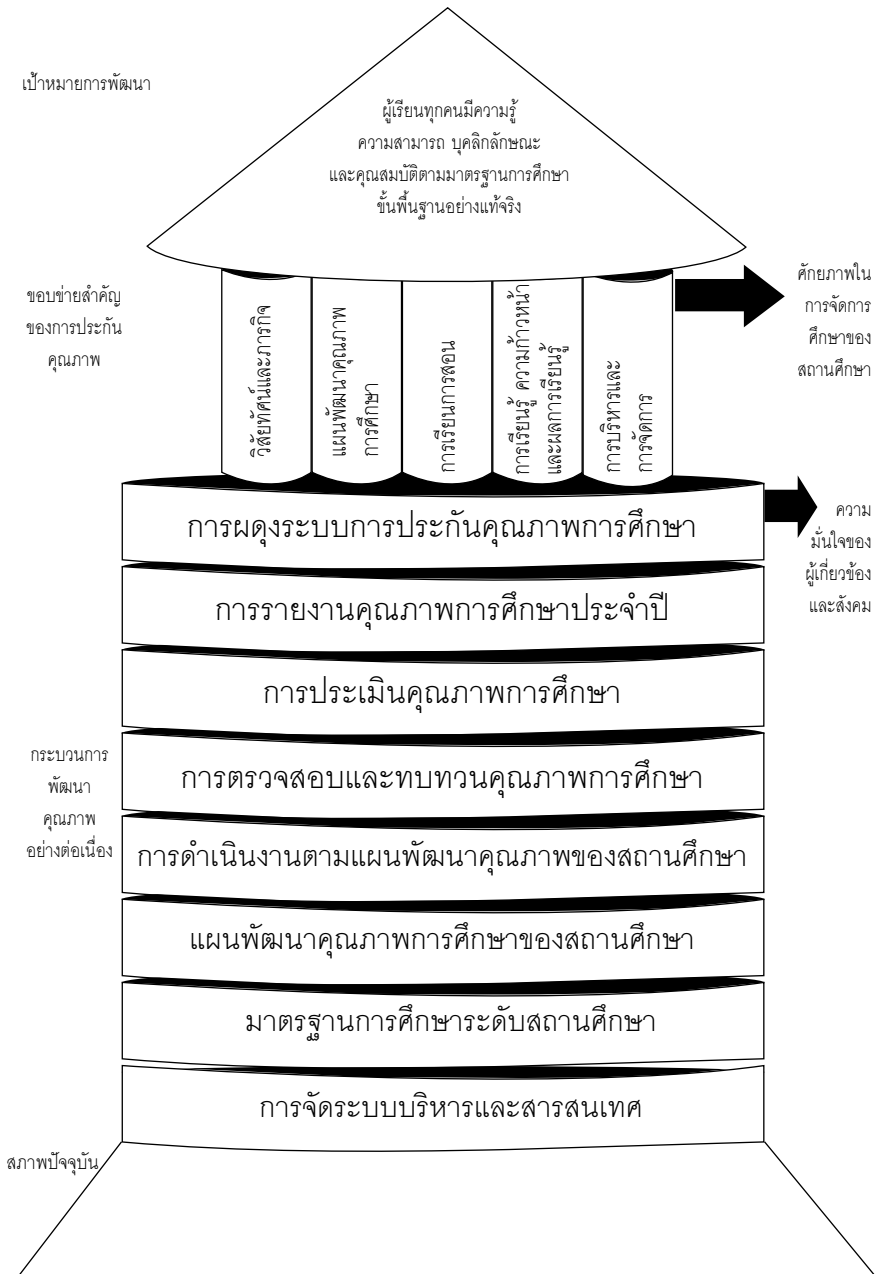 เป้าหมายการพัฒนา
ผู้เรียนทุกคนมีความรู้
ความสามารถ บุคลิกลักษณะ
และคุณสมบัติตามมาตรฐานการศึกษา
ขั้นพื้นฐานอย่างแท้จริง
ขอบข่ายสำคัญ
ของการประกัน
คุณภาพ
วิสัยทัศน์และภารกิจ
แผนพัฒนาคุณภาพ
การศึกษา
การเรียนการสอน
การเรียนรู้ ความก้าวหน้า
และผลการเรียนรู้
การบริหารและ
การจัดการ
ศักยภาพใน
การจัดการ
ศึกษาของ
สถานศึกษา
การผดุงระบบการประกันคุณภาพการศึกษา
ความ
มั่นใจของ
ผู้เกี่ยวข้อง
และสังคม
การรายงานคุณภาพการศึกษาประจำปี
การประเมินคุณภาพการศึกษา
กระบวนการ
พัฒนา
คุณภาพ
อย่างต่อเนื่อง
การตรวจสอบและทบทวนคุณภาพการศึกษา
การดำเนินงานตามแผนพัฒนาคุณภาพของสถานศึกษา
แผนพัฒนาคุณภาพการศึกษาของสถานศึกษา
มาตรฐานการศึกษาระดับสถานศึกษา
การจัดระบบบริหารและสารสนเทศ
สภาพปัจจุบัน